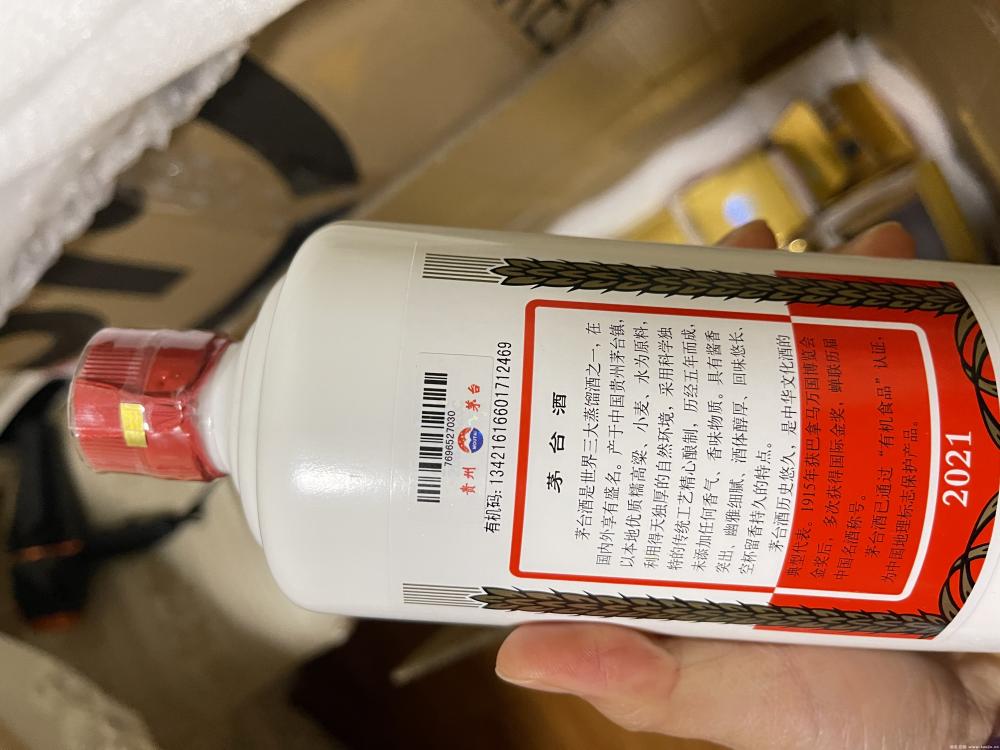 7696527030
贵州茅台
有机码: 13421616601712469
茅台酒
茅台酒是世界三大蒸馏酒之一，在
国内外享有盛名。产于中国贵州茅台镇，
以本地优质糯高粱、小麦、水为原料，
利用得天独厚的自然环境，采用科学独
特的传统工艺精心酿制，历经五年而成，
未添加任何香气、香味物质。具有酱香
突出、幽雅细腻、酒体醇厚、回味悠长、
空杯留香持久的特点。
茅台酒历史悠久，是中华文化酒的
典型代表。1915年获巴拿马万国博览会
金奖后，多次获得国际金奖，蝉联历届
中国名酒称号。
茅台酒已通过“有机食品”认证，
为中国地理标志保护产品。
2021